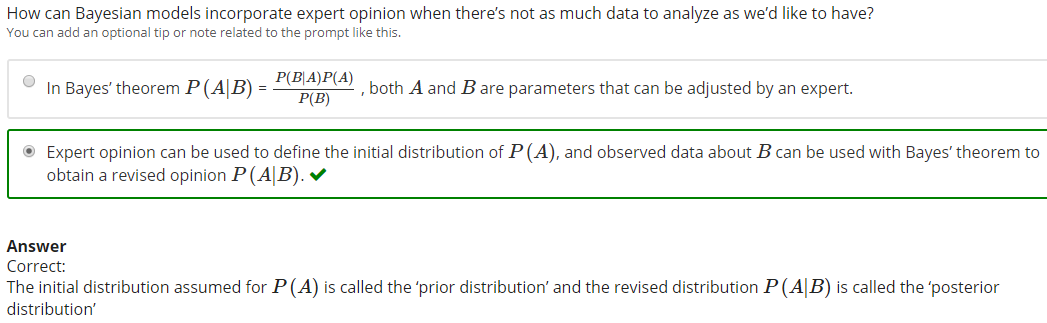 How can Bayesian models incorporate expert opinion when there's not as much data to analyze as we'd like to have?
You can add an optional tip or note related to the prompt like this.
In Bayes' theorem P(A|B) = P(B|A)P(A) / P(B) , both A and B are parameters that can be adjusted by an expert.
Expert opinion can be used to define the initial distribution of P(A), and observed data about B can be used with Bayes' theorem to
obtain a revised opinion P(A|B). ✔
Answer
Correct:
The initial distribution assumed for P(A) is called the 'prior distribution' and the revised distribution P(A|B) is called the 'posterior
distribution'